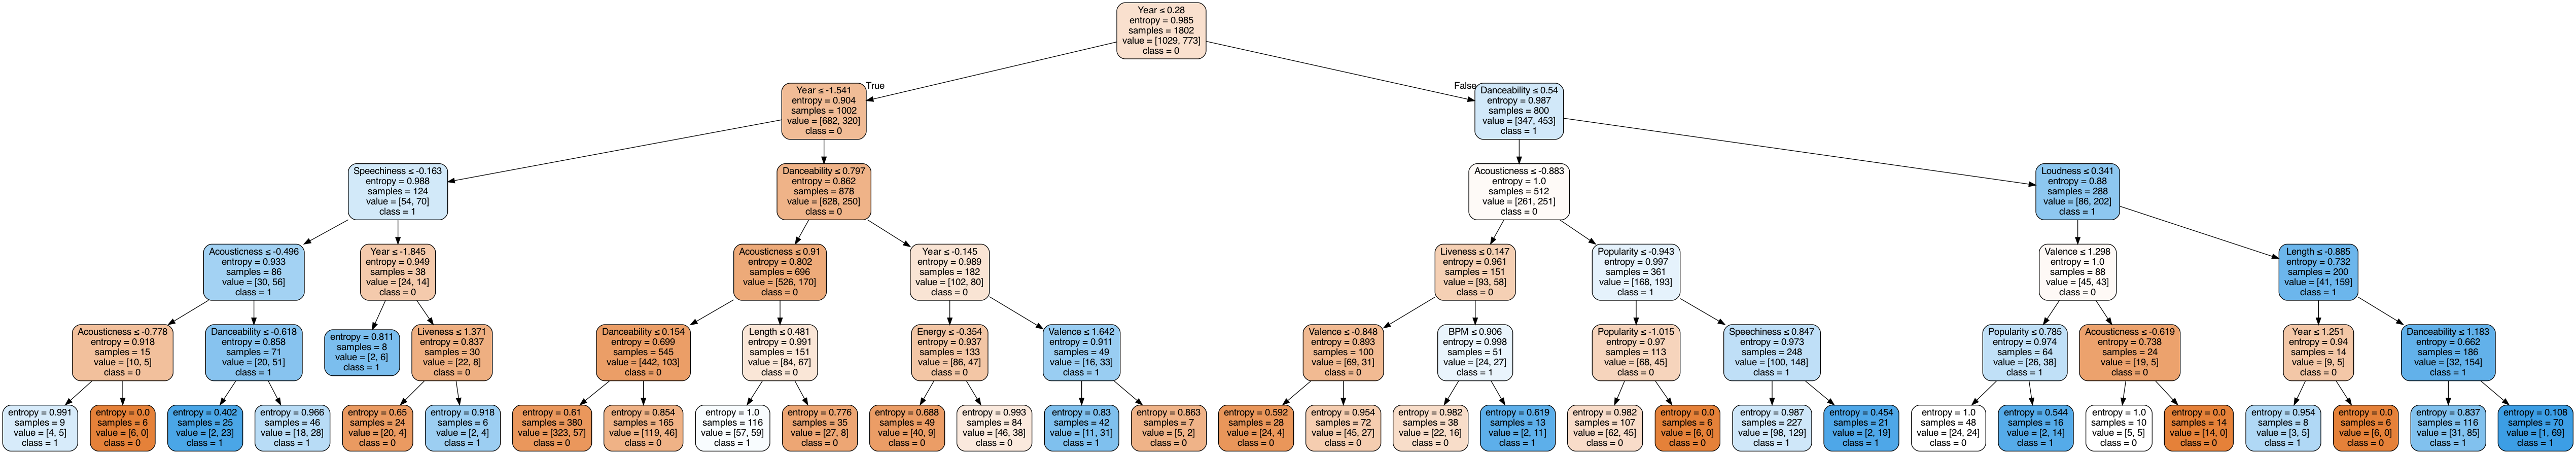 Year ≤ 0.28
entropy = 0.985
samples = 1802
value = [1029, 773]
class = 0
True
False
Year ≤ -1.541
entropy = 0.904
samples = 1002
value = [682, 320]
class = 0
Danceability ≤ 0.54
entropy = 0.987
samples = 800
value = [347, 453]
class = 1
Speechiness ≤ -0.163
entropy = 0.988
samples = 124
value = [54, 70]
class = 1
Danceability ≤ 0.797
entropy = 0.862
samples = 878
value = [628, 250]
class = 0
Acousticness ≤ -0.883
entropy = 1.0
samples = 512
value = [261, 251]
class = 0
Loudness ≤ 0.341
entropy = 0.88
samples = 288
value = [86, 202]
class = 1
Acousticness ≤ -0.496
entropy = 0.933
samples = 86
value = [30, 56]
class = 1
Year ≤ -1.845
entropy = 0.949
samples = 38
value = [24, 14]
class = 0
Acousticness ≤ 0.91
entropy = 0.802
samples = 696
value = [526, 170]
class = 0
Year ≤ -0.145
entropy = 0.989
samples = 182
value = [102, 80]
class = 0
Liveness ≤ 0.147
entropy = 0.961
samples = 151
value = [93, 58]
class = 0
Popularity ≤ -0.943
entropy = 0.997
samples = 361
value = [168, 193]
class = 1
Valence ≤ 1.298
entropy = 1.0
samples = 88
value = [45, 43]
class = 0
Length ≤ -0.885
entropy = 0.732
samples = 200
value = [41, 159]
class = 1
Acousticness ≤ -0.778
entropy = 0.918
samples = 15
value = [10, 5]
class = 0
Danceability ≤ -0.618
entropy = 0.858
samples = 71
value = [20, 51]
class = 1
entropy = 0.811
samples = 8
value = [2, 6]
class = 1
Liveness ≤ 1.371
entropy = 0.837
samples = 30
value = [22, 8]
class = 0
Danceability ≤ 0.154
entropy = 0.699
samples = 545
value = [442, 103]
class = 0
Length ≤ 0.481
entropy = 0.991
samples = 151
value = [84, 67]
class = 0
Energy ≤ -0.354
entropy = 0.937
samples = 133
value = [86, 47]
class = 0
Valence ≤ 1.642
entropy = 0.911
samples = 49
value = [16, 33]
class = 1
Valence ≤ -0.848
entropy = 0.893
samples = 100
value = [69, 31]
class = 0
BPM ≤ 0.906
entropy = 0.998
samples = 51
value = [24, 27]
class = 1
Popularity ≤ -1.015
entropy = 0.97
samples = 113
value = [68, 45]
class = 0
Speechiness ≤ 0.847
entropy = 0.973
samples = 248
value = [100, 148]
class = 1
Popularity ≤ 0.785
entropy = 0.974
samples = 64
value = [26, 38]
class = 1
Acousticness ≤ -0.619
entropy = 0.738
samples = 24
value = [19, 5]
class = 0
Year ≤ 1.251
entropy = 0.94
samples = 14
value = [9, 5]
class = 0
Danceability ≤ 1.183
entropy = 0.662
samples = 186
value = [32, 154]
class = 1
entropy = 0.991
samples = 9
value = [4, 5]
class = 1
entropy = 0.0
samples = 6
value = [6, 0]
class = 0
entropy = 0.402
samples = 25
value = [2, 23]
class = 1
entropy = 0.966
samples = 46
value = [18, 28]
class = 1
entropy = 0.65
samples = 24
value = [20, 4]
class = 0
entropy = 0.918
samples = 6
value = [2, 4]
class = 1
entropy = 0.61
samples = 380
value = [323, 57]
class = 0
entropy = 0.854
samples = 165
value = [119, 46]
class = 0
entropy = 1.0
samples = 116
value = [57, 59]
class = 1
entropy = 0.776
samples = 35
value = [27, 8]
class = 0
entropy = 0.688
samples = 49
value = [40, 9]
class = 0
entropy = 0.993
samples = 84
value = [46, 38]
class = 0
entropy = 0.83
samples = 42
value = [11, 31]
class = 1
entropy = 0.863
samples = 7
value = [5, 2]
class = 0
entropy = 0.592
samples = 28
value = [24, 4]
class = 0
entropy = 0.954
samples = 72
value = [45, 27]
class = 0
entropy = 0.982
samples = 38
value = [22, 16]
class = 0
entropy = 0.619
samples = 13
value = [2, 11]
class = 1
entropy = 0.982
samples = 107
value = [62, 45]
class = 0
entropy = 0.0
samples = 6
value = [6, 0]
class = 0
entropy = 0.987
samples = 227
value = [98, 129]
class = 1
entropy = 0.454
samples = 21
value = [2, 19]
class = 1
entropy = 1.0
samples = 48
value = [24, 24]
class = 0
entropy = 0.544
samples = 16
value = [2, 14]
class = 1
entropy = 1.0
samples = 10
value = [5, 5]
class = 0
entropy = 0.0
samples = 14
value = [14, 0]
class = 0
entropy = 0.954
samples = 8
value = [3, 5]
class = 1
entropy = 0.0
samples = 6
value = [6, 0]
class = 0
entropy = 0.837
samples = 116
value = [31, 85]
class = 1
entropy = 0.108
samples = 70
value = [1, 69]
class = 1